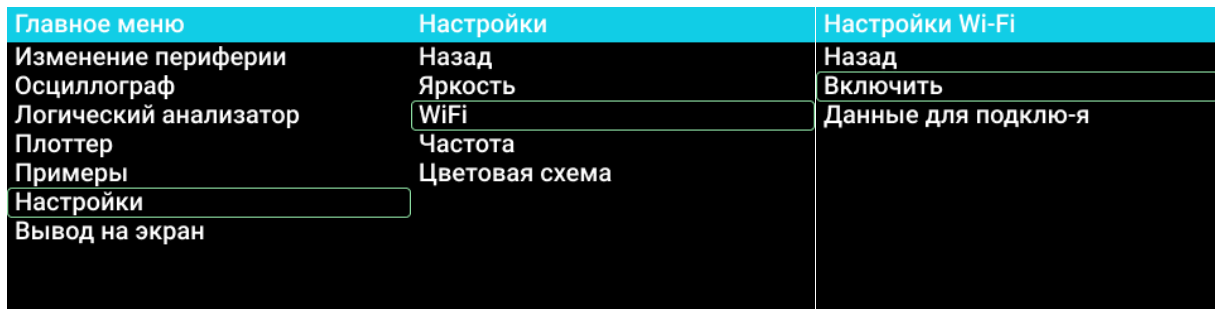 Главное меню
Изменение периферии
Осциллограф
Логический анализатор
Плоттер
Примеры
Настройки
Вывод на экран
Настройки
Назад
Яркость
WiFi
Частота
Цветовая схема
Настройки Wi-Fi
Назад
Включить
Данные для подклю-я